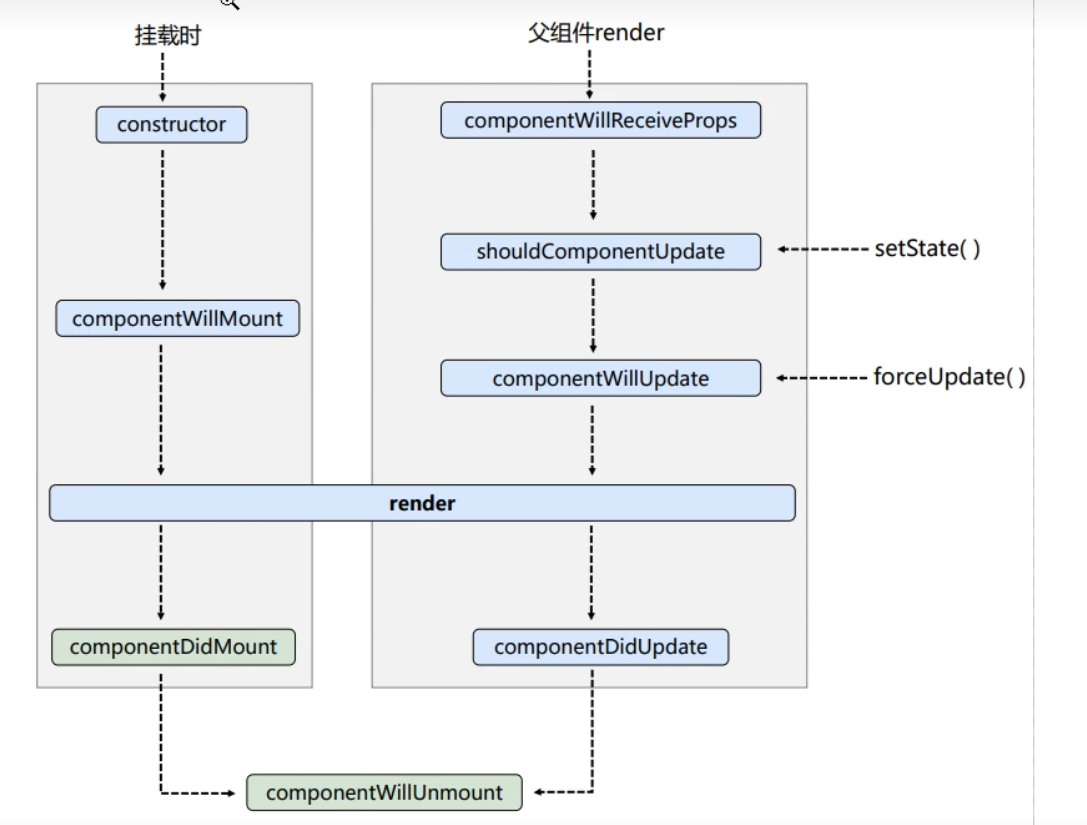 挂载时
父组件render
constructor
componentWillReceiveProps
shouldComponentUpdate
setState( )
componentWillMount
componentWillUpdate
forceUpdate( )
render
componentDidMount
componentDidUpdate
componentWillUnmount